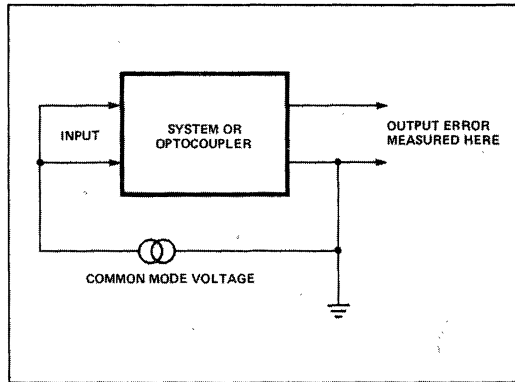 INPUT
SYSTEM OR
OPTOCOUPLER
OUTPUT ERROR
MEASURED HERE
COMMON MODE VOLTAGE